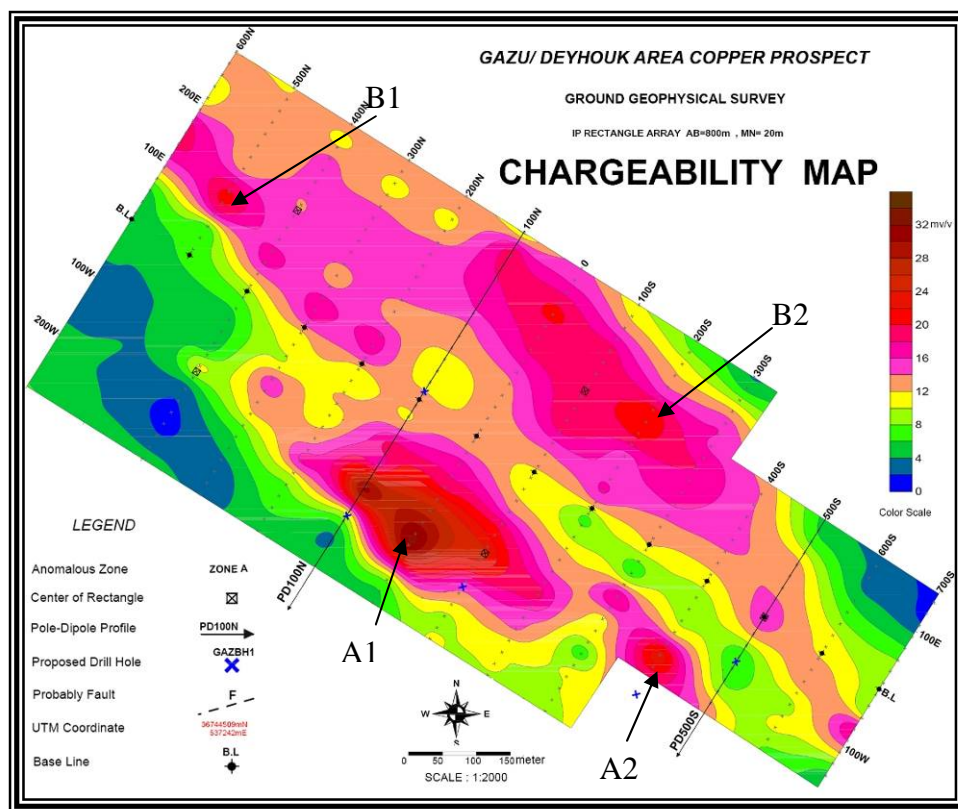 GAZU/ DEYHOUK AREA COPPER PROSPECT
GROUND GEOPHYSICAL SURVEY
IP RECTANGLE ARRAY AB=800m , MN= 20m
CHARGEABILITY MAP
600N
500N
400N
300N
200N
100N
0
100S
200S
300S
400S
500S
600S
700S
200E
100E
B.L
100W
200W
100E
B.L
100W
B1
B2
A1
A2
PD100N
PD500S
32 mv/v
28
24
20
16
12
8
4
0
Color Scale
LEGEND
Anomalous Zone ZONE A
Center of Rectangle
Pole-Dipole Profile PD100N
Proposed Drill Hole GAZBH1
Probably Fault F
UTM Coordinate 36744509mN
537242mE
Base Line B.L
N
W E
S
0 50 100 150 meter
SCALE : 1:2000